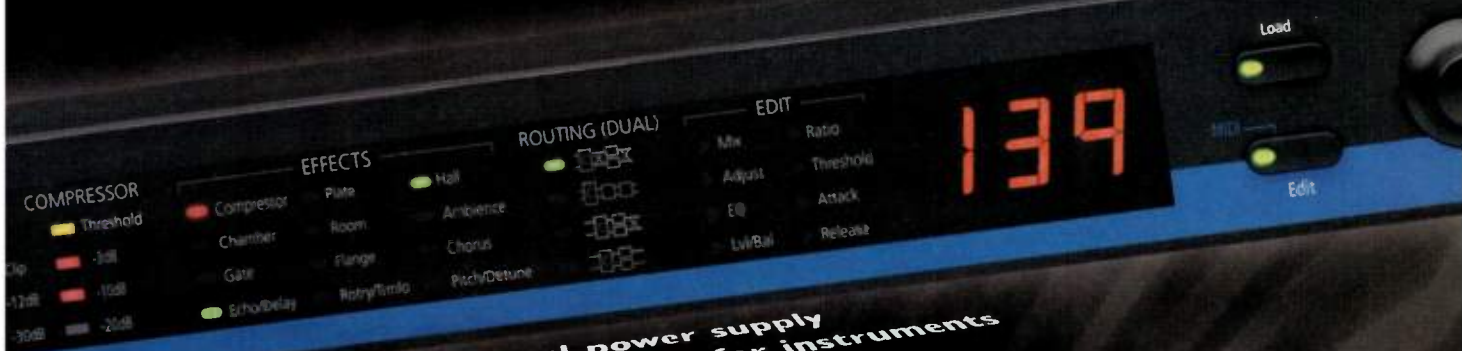 Load
MIDI
Edit
139
COMPRESSOR
Threshold
-3dB
-10dB
-20dB
Clip
-12dB
-30dB
EFFECTS
Compressor Plate Hall
Chamber Room Ambience
Gate Flange Chorus
Echo/Delay Pitch/Detune
ROUTING (DUAL)
EDIT
Mix Ratio
Adjust Threshold
EQ Attack
Lvl/Bal Release
power supply
for instruments